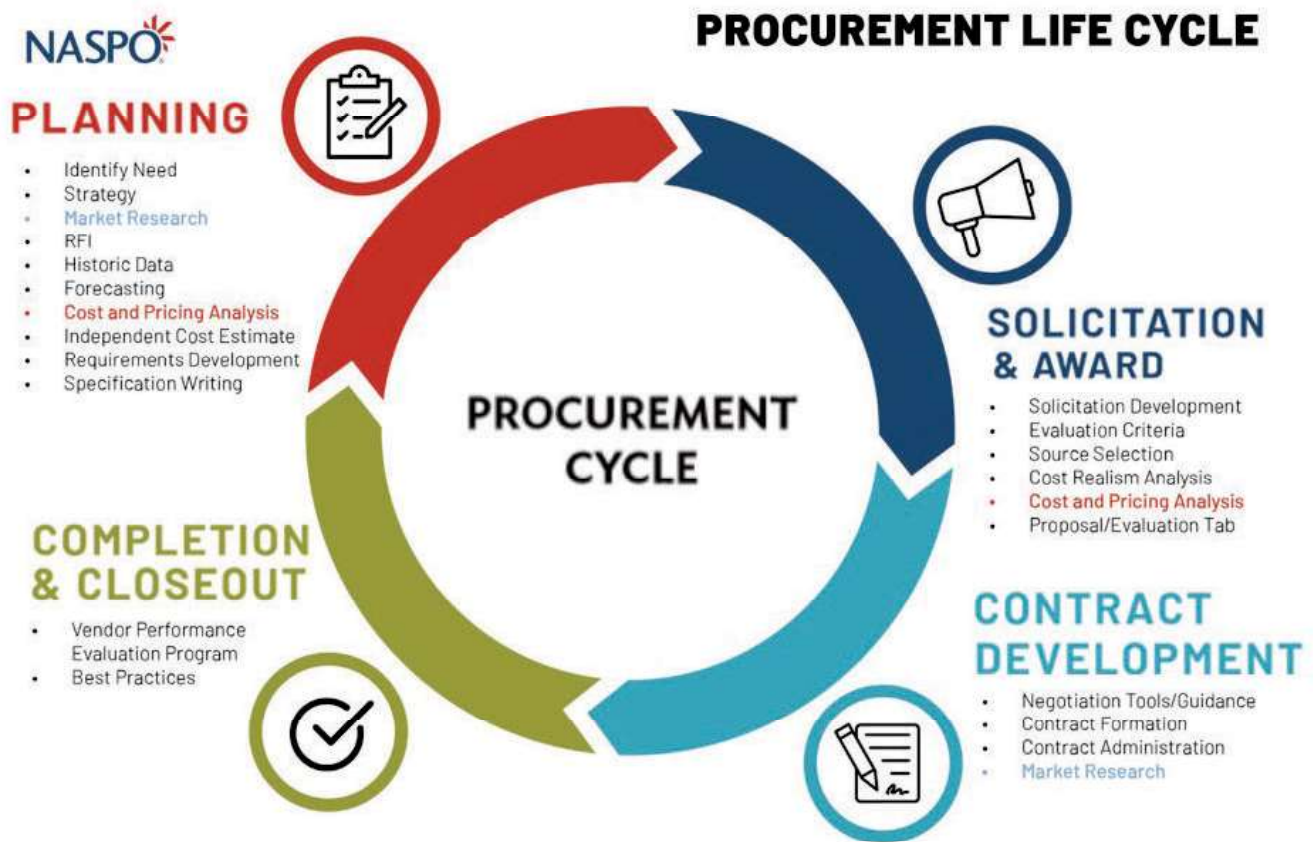 NASPO
PROCUREMENT LIFE CYCLE
PLANNING
• Identify Need
• Strategy
• Market Research
• RFI
• Historic Data
• Forecasting
• Cost and Pricing Analysis
• Independent Cost Estimate
• Requirements Development
• Specification Writing
SOLICITATION
& AWARD
• Solicitation Development
• Evaluation Criteria
• Source Selection
• Cost Realism Analysis
• Cost and Pricing Analysis
• Proposal/Evaluation Tab
PROCUREMENT
CYCLE
COMPLETION
& CLOSEOUT
• Vendor Performance
Evaluation Program
• Best Practices
CONTRACT
DEVELOPMENT
• Negotiation Tools/Guidance
• Contract Formation
• Contract Administration
• Market Research